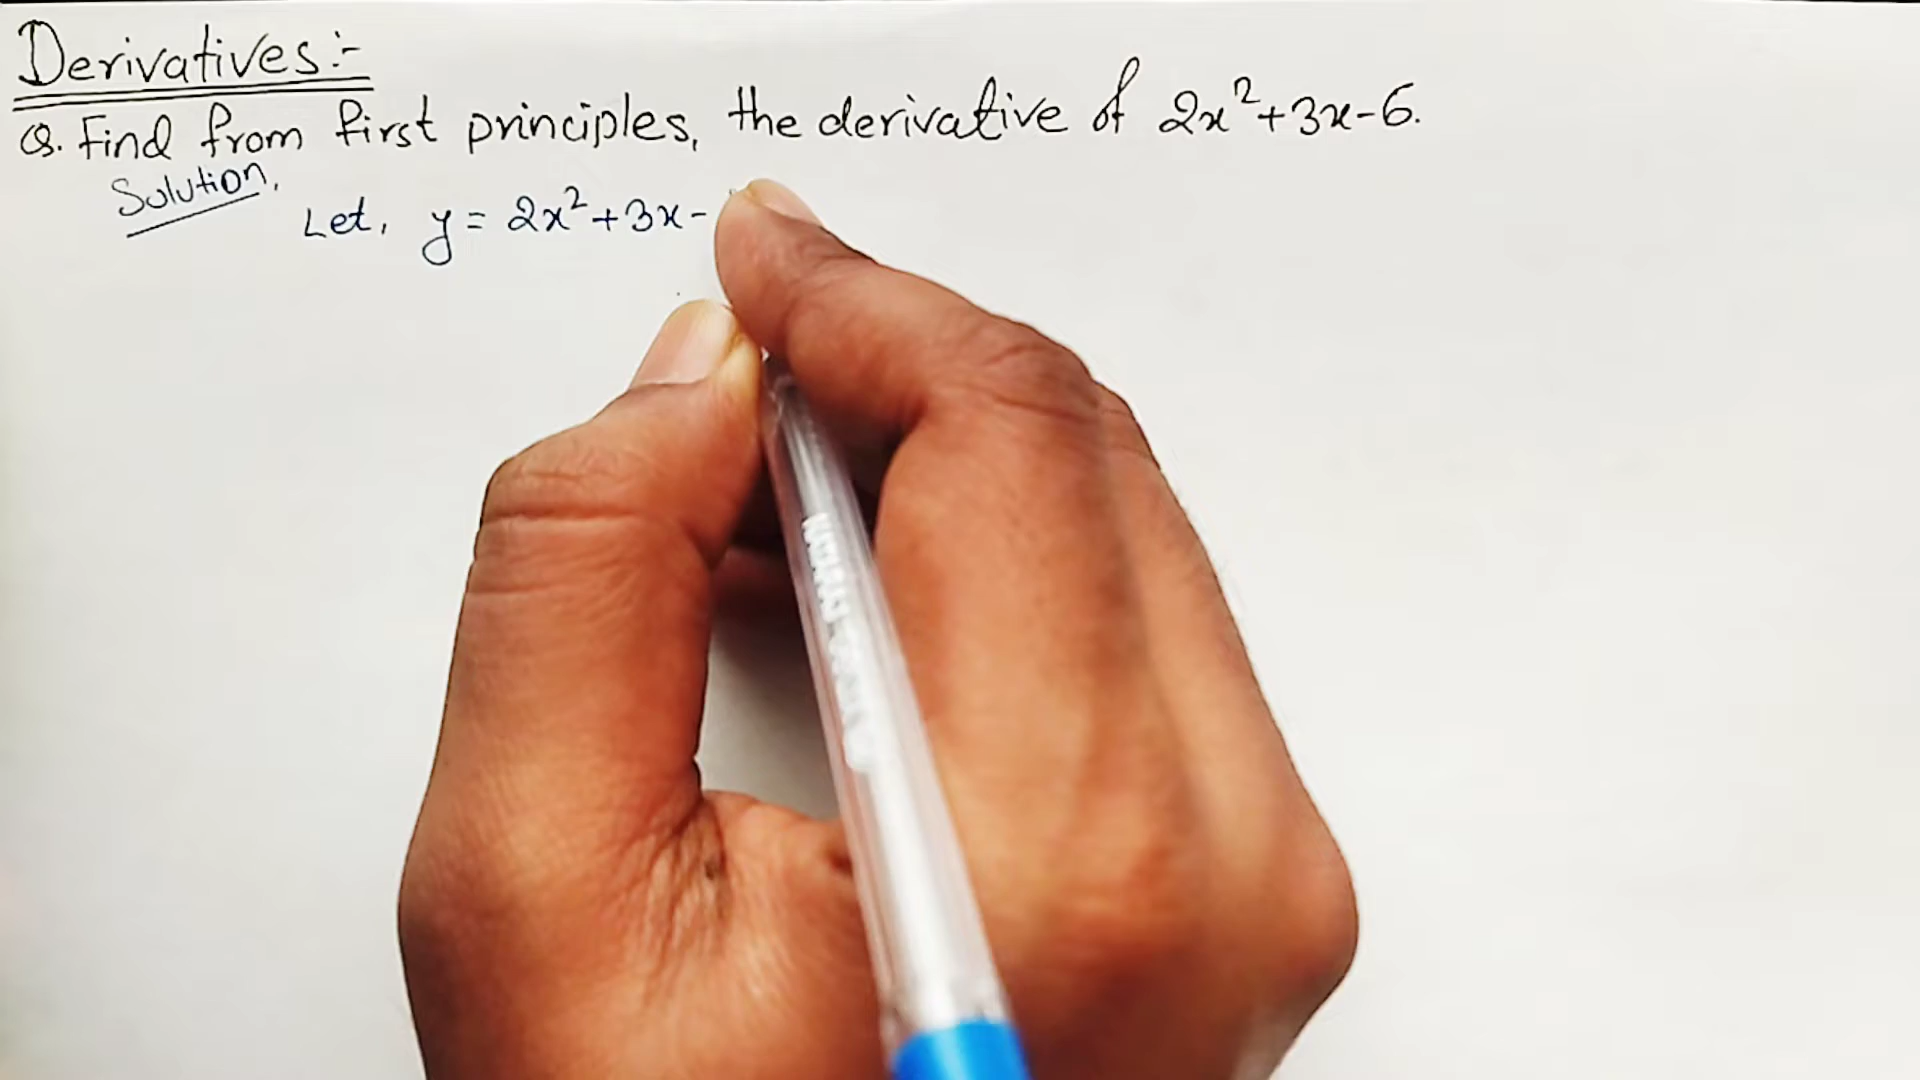 Derivatives:-
Q. Find from first principles, the derivative of 2x²+3x-6.
Solution,
Let, y = 2x²+3x-